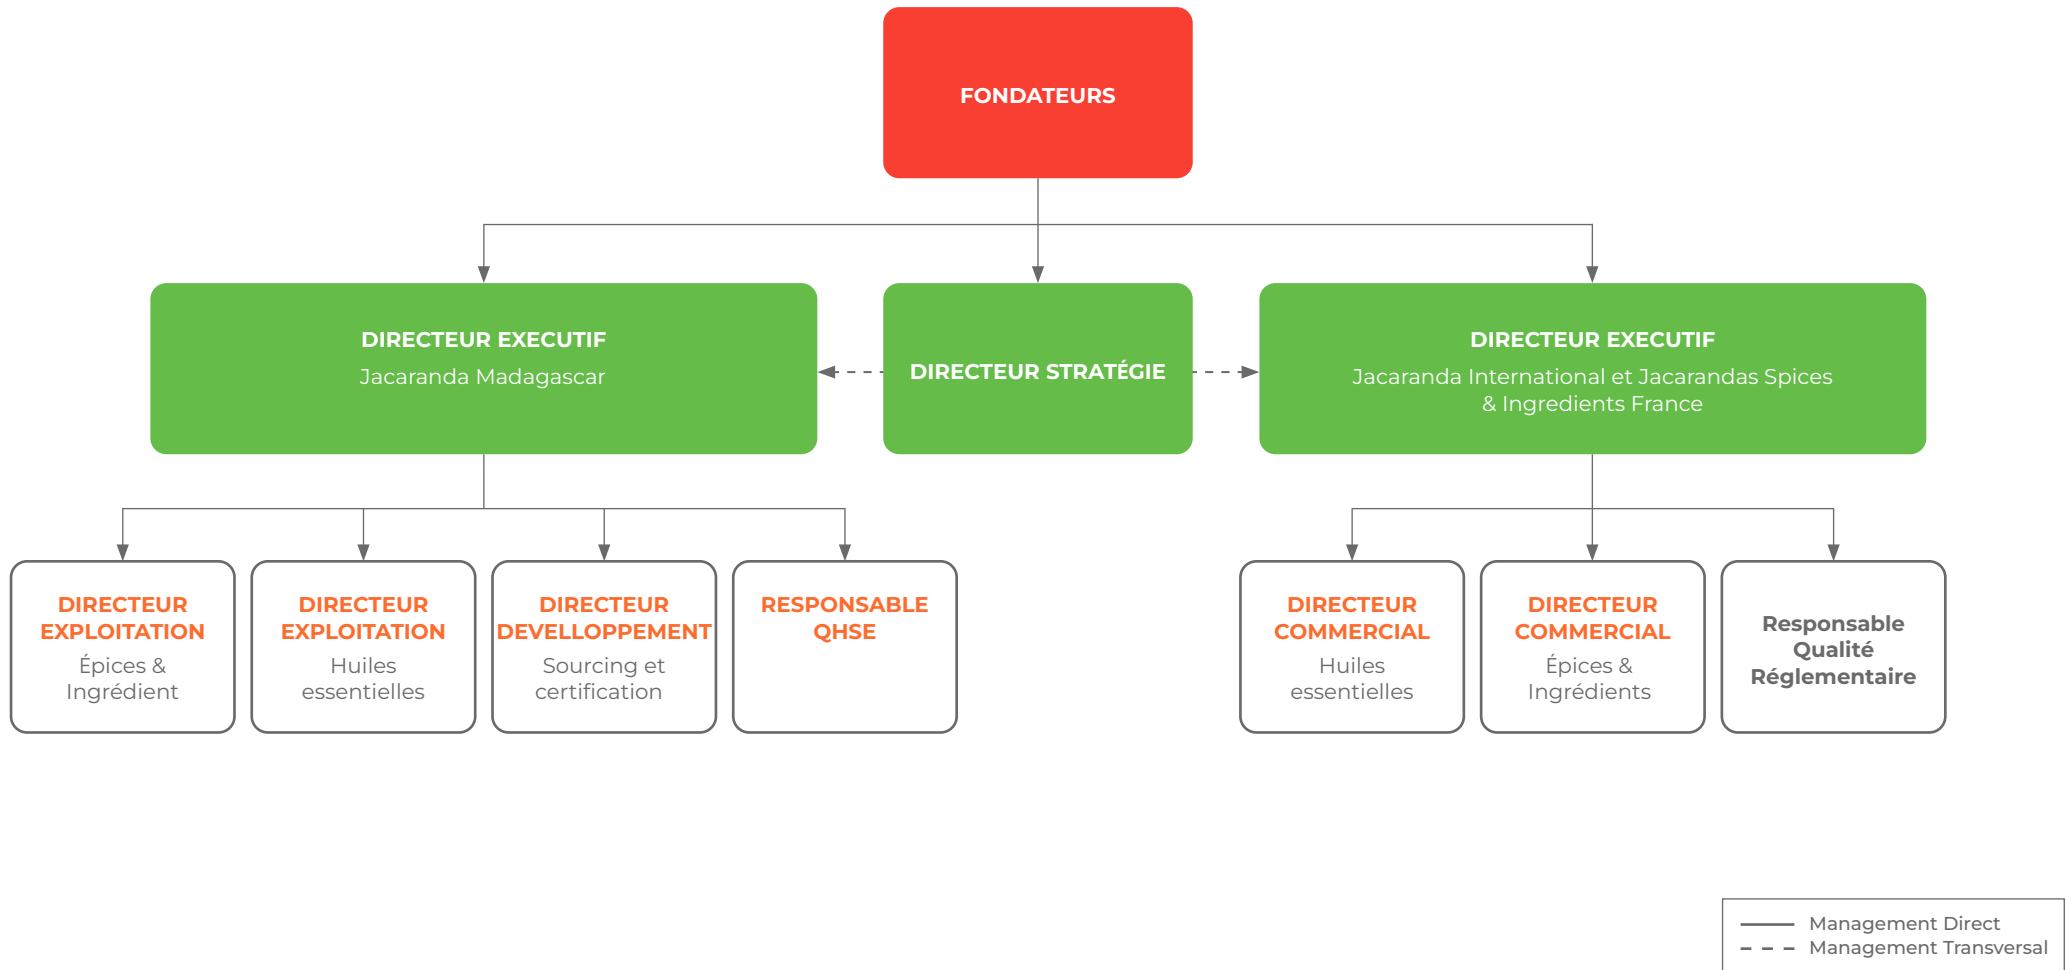 FONDATEURS
DIRECTEUR EXECUTIF
Jacaranda Madagascar
DIRECTEUR STRATÉGIE
DIRECTEUR EXECUTIF
Jacaranda International et Jacarandas Spices
& Ingredients France
DIRECTEUR
EXPLOITATION
Épices &
Ingrédient
DIRECTEUR
EXPLOITATION
Huiles
essentielles
DIRECTEUR
DEVELLOPPEMENT
Sourcing et
certification
RESPONSABLE
QHSE
DIRECTEUR
COMMERCIAL
Huiles
essentielles
DIRECTEUR
COMMERCIAL
Épices &
Ingrédients
Responsable
Qualité
Réglementaire
Management Direct
Management Transversal